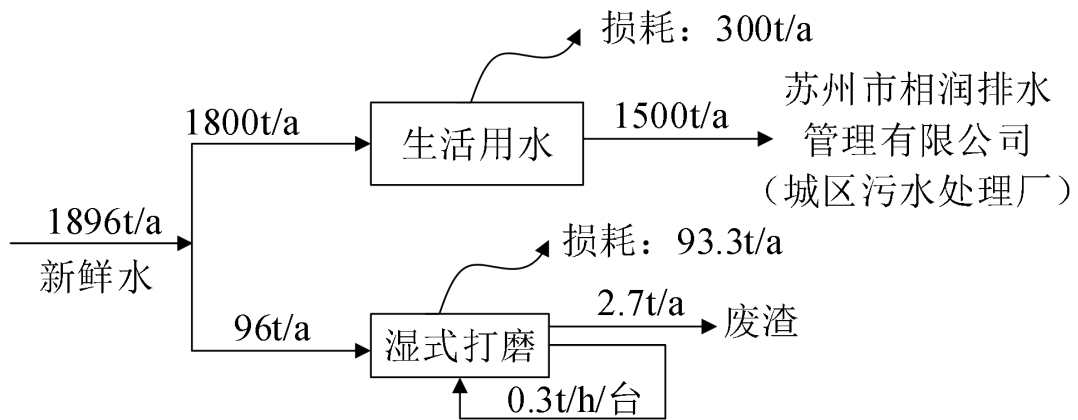 损耗：300t/a
1800t/a
生活用水
1500t/a
苏州市相润排水
管理有限公司
（城区污水处理厂）
1896t/a
新鲜水
损耗：93.3t/a
96t/a
湿式打磨
2.7t/a
废渣
0.3t/h/台